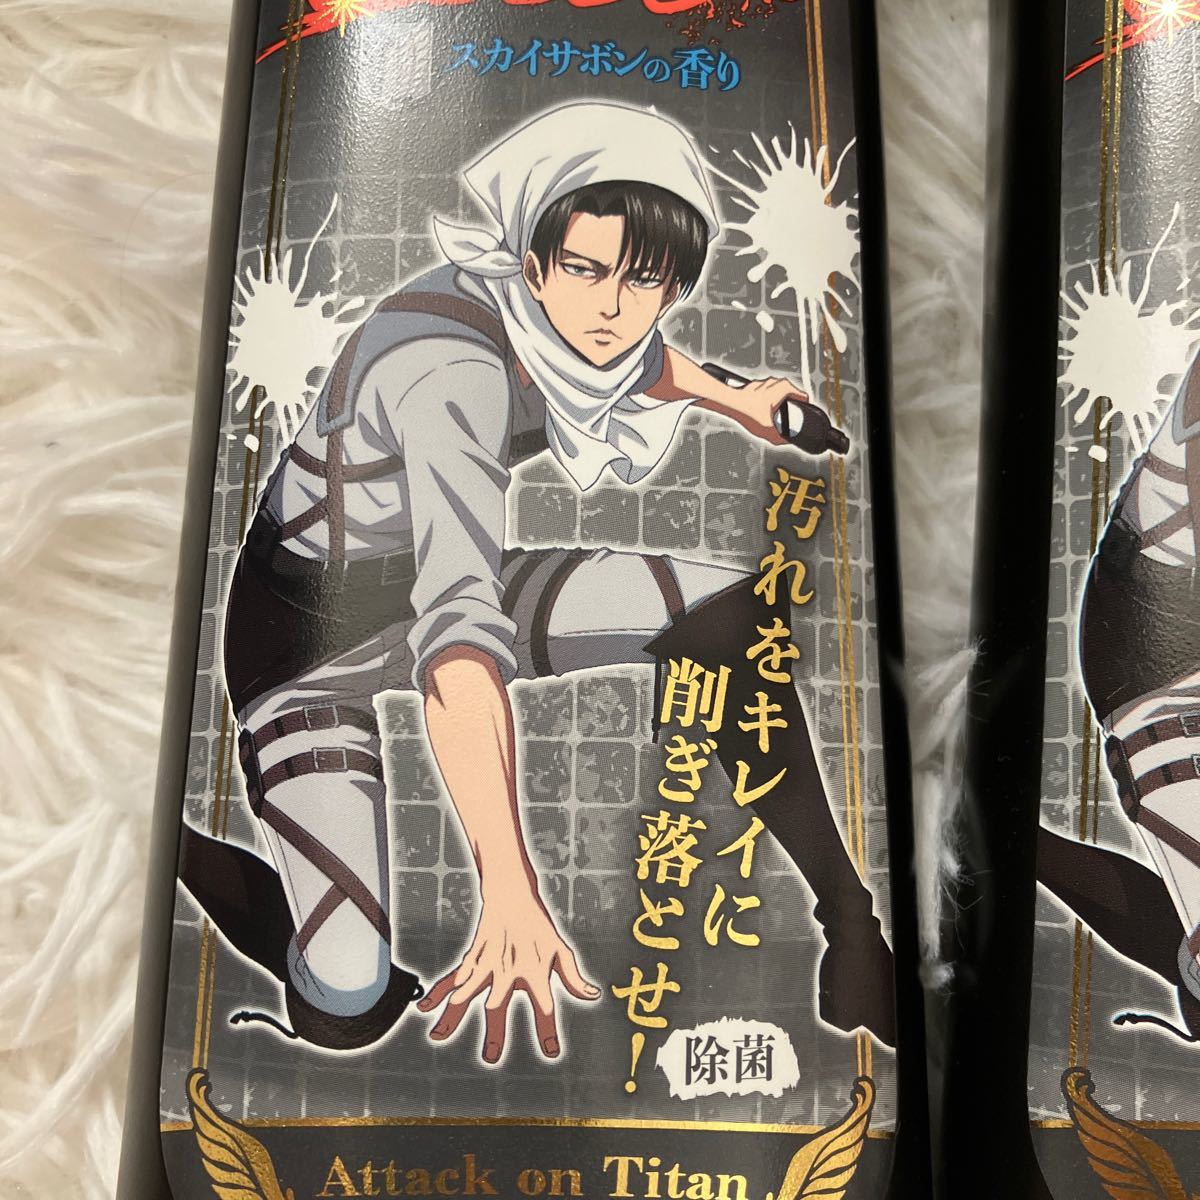 スカイサボンの香り
汚れをキレイに
削ぎ落とせ!
除菌
Attack on Titan